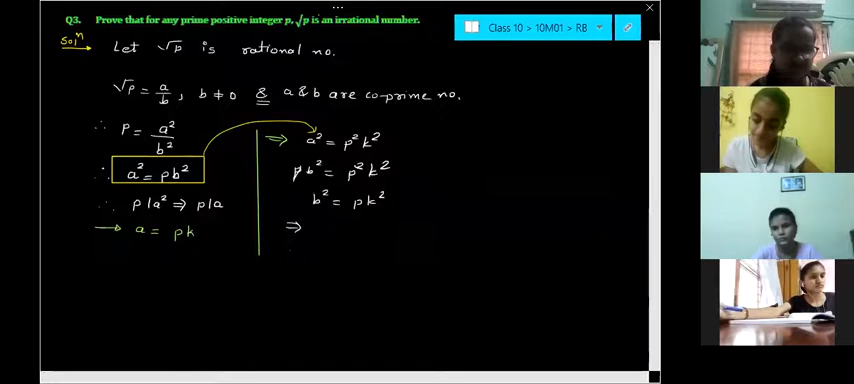 Q3. Prove that for any prime positive integer p, √p is an irrational number.
Class 10 > 10M01 > RB
Solⁿ Let √p is rational no.
√p = a/b, b ≠ 0 & a & b are co-prime no.
∴ P = a²/b²
∴ a² = pb²
∴ p|a² ⇒ p|a
→ a = pk
⇒ a² = p²k²
pb² = p²k²
b² = pk²
⇒